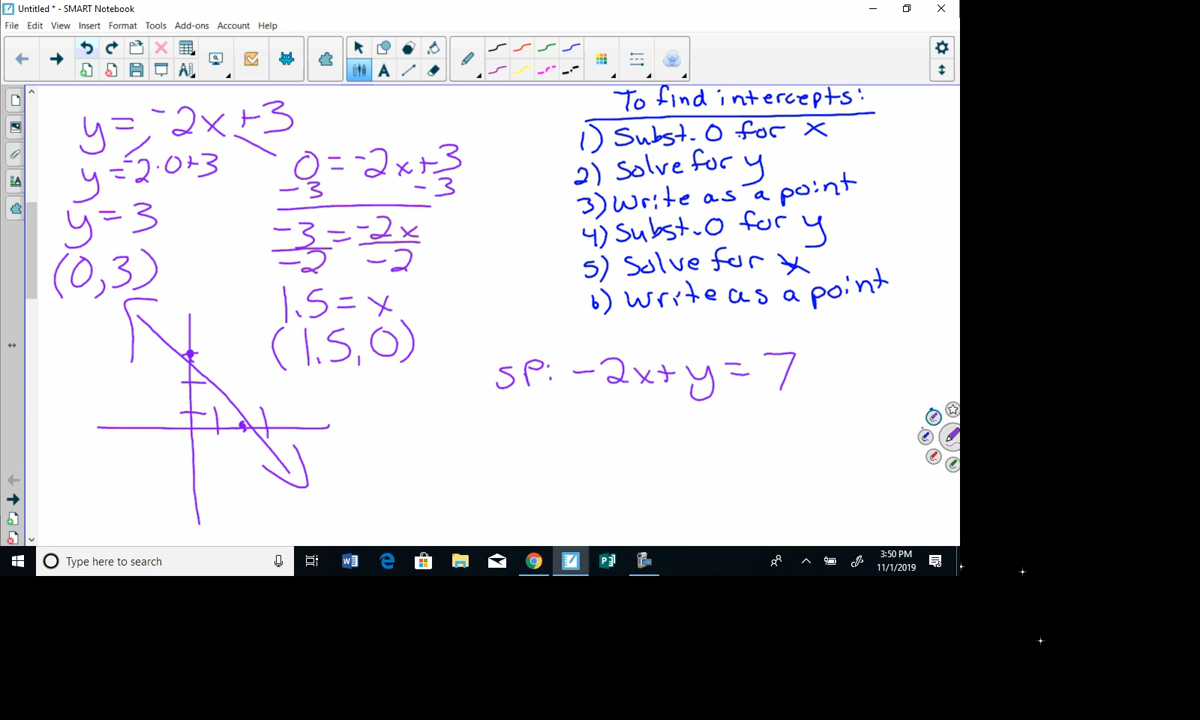 Untitled * - SMART Notebook
File Edit View Insert Format Tools Add-ons Account Help
y = -2x + 3
y = -2·0+3
y = 3
(0,3)
0 = -2x+3
-3 -3
-3 = -2x
-2 -2
1.5 = x
(1.5, 0)
To find intercepts:
1) Subst. 0 for x
2) Solve for y
3) Write as a point
4) Subst. 0 for y
5) Solve for x
6) Write as a point
SP: -2x + y = 7
Type here to search
3:50 PM
11/1/2019